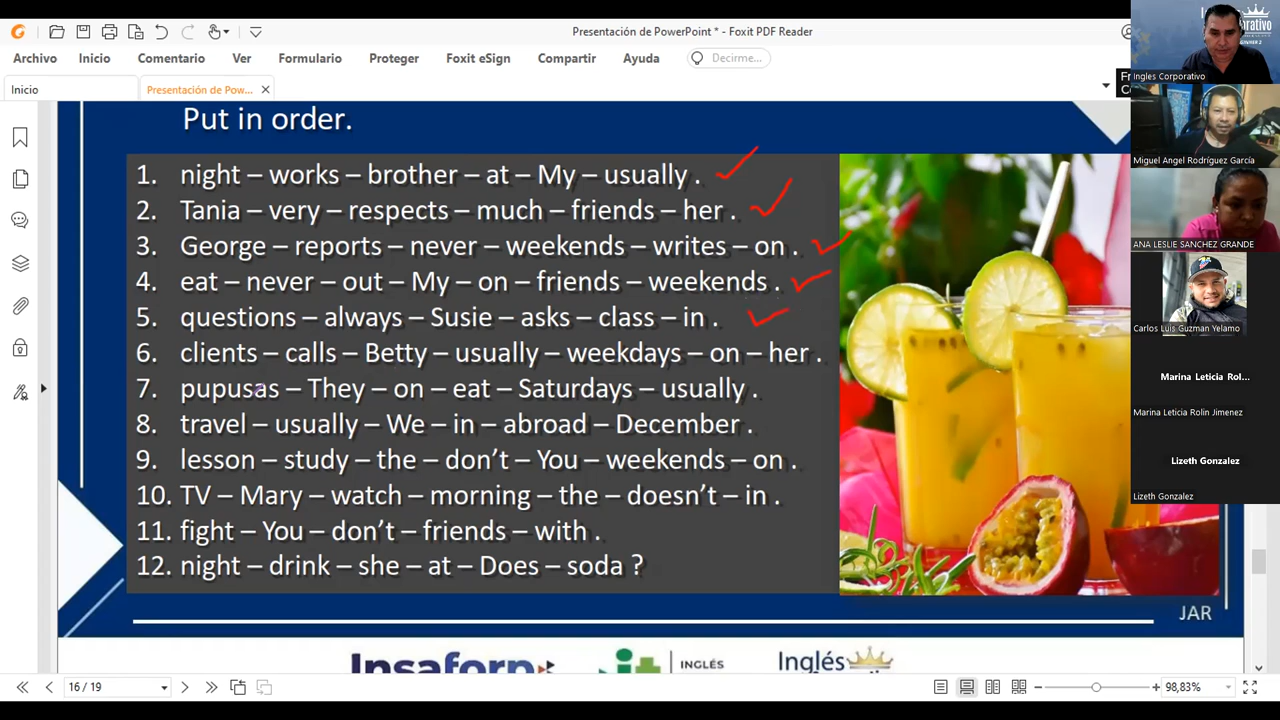 Presentación de PowerPoint * - Foxit PDF Reader
Archivo Inicio Comentario Ver Formulario Proteger Foxit eSign Compartir Ayuda Decirme...
Inicio Presentación de Pow...
Put in order.
1. night – works – brother – at – My – usually .
2. Tania – very – respects – much – friends – her .
3. George – reports – never – weekends – writes – on .
4. eat – never – out – My – on – friends – weekends .
5. questions – always – Susie – asks – class – in .
6. clients – calls – Betty – usually – weekdays – on – her .
7. pupusas – They – on – eat – Saturdays – usually .
8. travel – usually – We – in – abroad – December .
9. lesson – study – the – don't – You – weekends – on .
10. TV – Mary – watch – morning – the – doesn't – in .
11. fight – You – don't – friends – with .
12. night – drink – she – at – Does – soda ?
JAR
Insaforp
INGLÉS
Inglés
16 / 19
98,83%
Ingles Corporativo
Miguel Angel Rodríguez García
ANA LESLIE SANCHEZ GRANDE
Carlos Luis Guzman Yelamo
Marina Leticia Rol...
Marina Leticia Rolin Jimenez
Lizeth Gonzalez
Lizeth Gonzalez